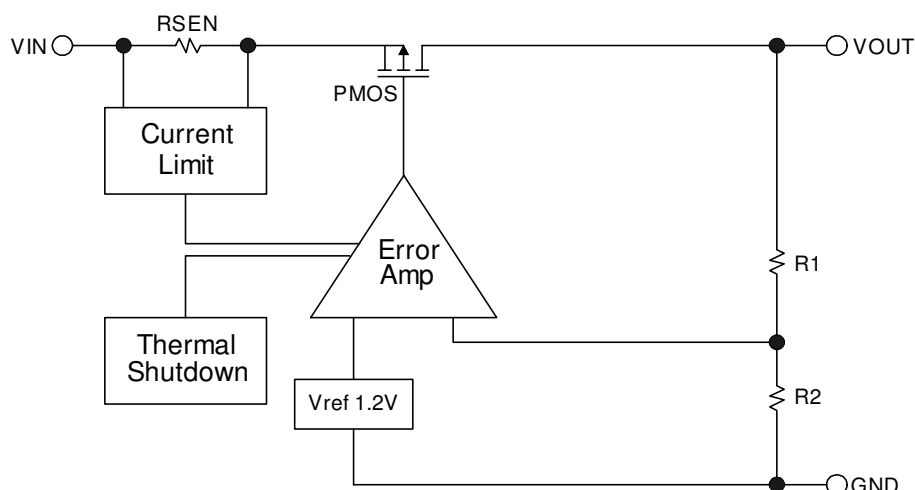 RSEN
VIN
VOUT
PMOS
Current
Limit
Error
Amp
R1
Thermal
Shutdown
Vref 1.2V
R2
GND